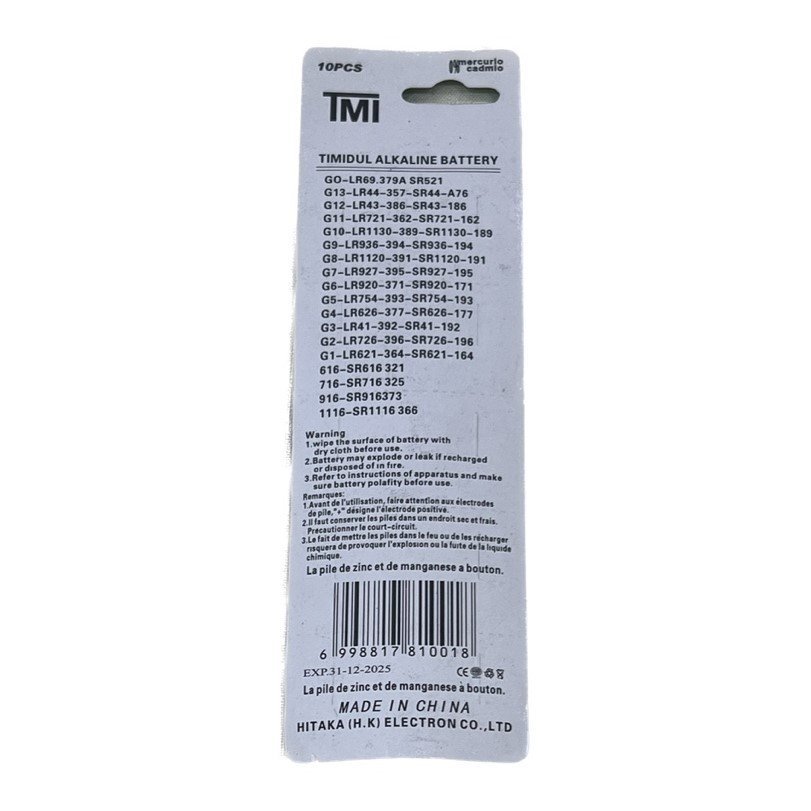 10PCS
mercurio
cadmio
TMI
TIMIDUL ALKALINE BATTERY
GO-LR69.379A SR521
G13-LR44-357-SR44-A76
G12-LR43-386-SR43-186
G11-LR721-362-SR721-162
G10-LR1130-389-SR1130-189
G9-LR936-394-SR936-194
G8-LR1120-391-SR1120-191
G7-LR927-395-SR927-195
G6-LR920-371-SR920-171
G5-LR754-393-SR754-193
G4-LR626-377-SR626-177
G3-LR41-392-SR41-192
G2-LR726-396-SR726-196
G1-LR621-364-SR621-164
616-SR616 321
716-SR716 325
916-SR916373
1116-SR1116 366
Warning
1.wipe the surface of battery with
dry cloth before use.
2.Battery may explode or leak if recharged
or disposed of in fire.
3.Refer to instructions of apparatus and make
sure battery polafity before use.
Remarques:
1.Avant de l'utilisation, faire attention aux électrodes
de pile,"+" désigne l'électrode positive.
2.Il faut conserver les piles dans un endroit sec et frais.
Precautionner le court-circuit.
3.Le fait de mettre les piles dans le feu ou de les récharger
risquera de provoquer l'explosion ou la fuite de la liquide
chimique.
La pile de zinc et de manganese a bouton.
6 998817 810018
EXP.31-12-2025
CE
La pile de zinc et de manganese à bouton.
MADE IN CHINA
HITAKA (H.K) ELECTRON CO.,LTD